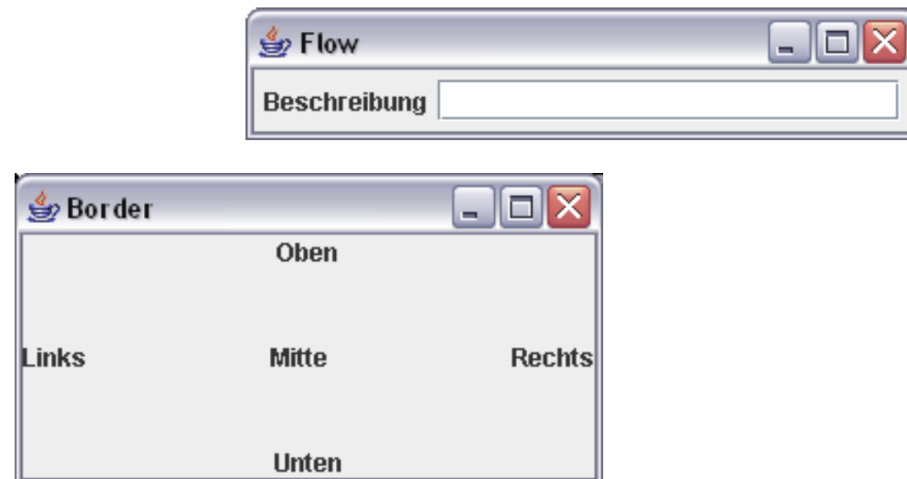 Flow
Beschreibung
Border
Oben
Links Mitte Rechts
Unten